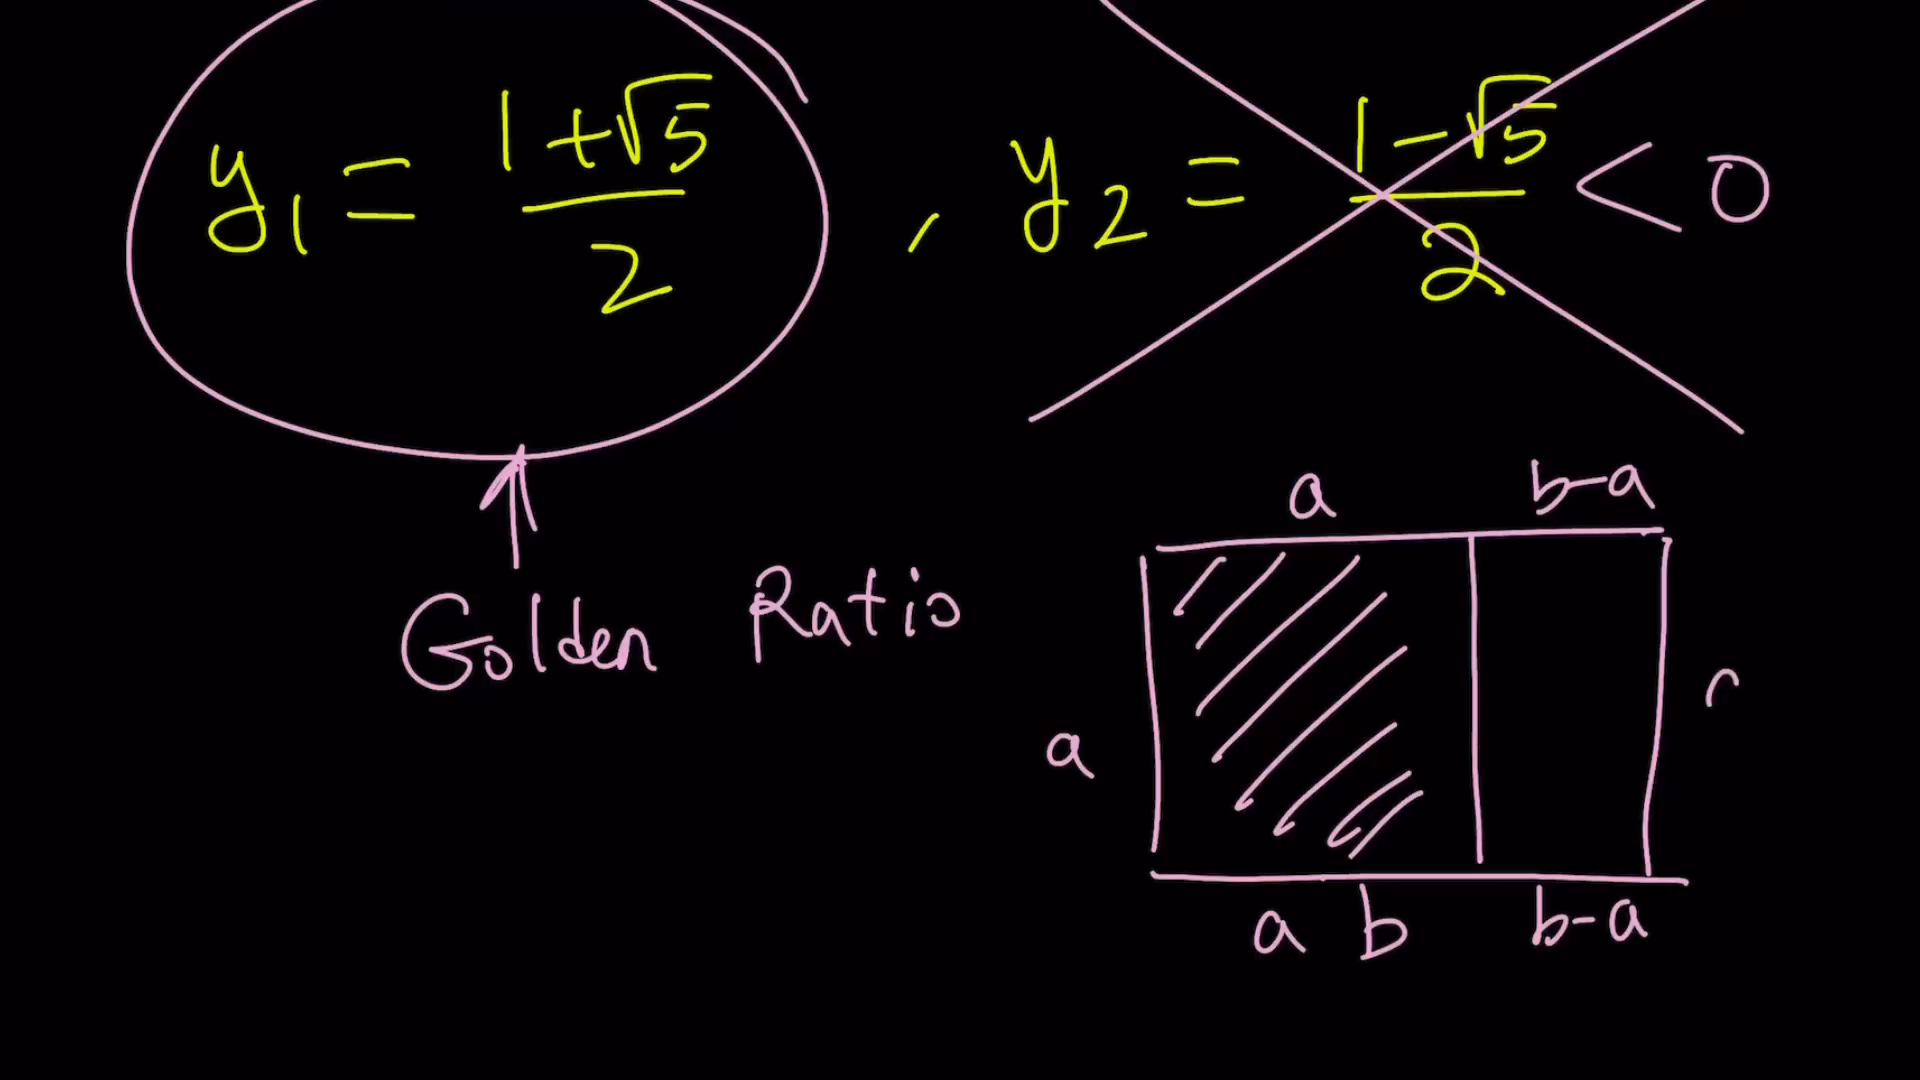 y₁ = (1+√5)/2 , y₂ = (1-√5)/2 < 0
a b-a
Golden Ratio
a
a b b-a